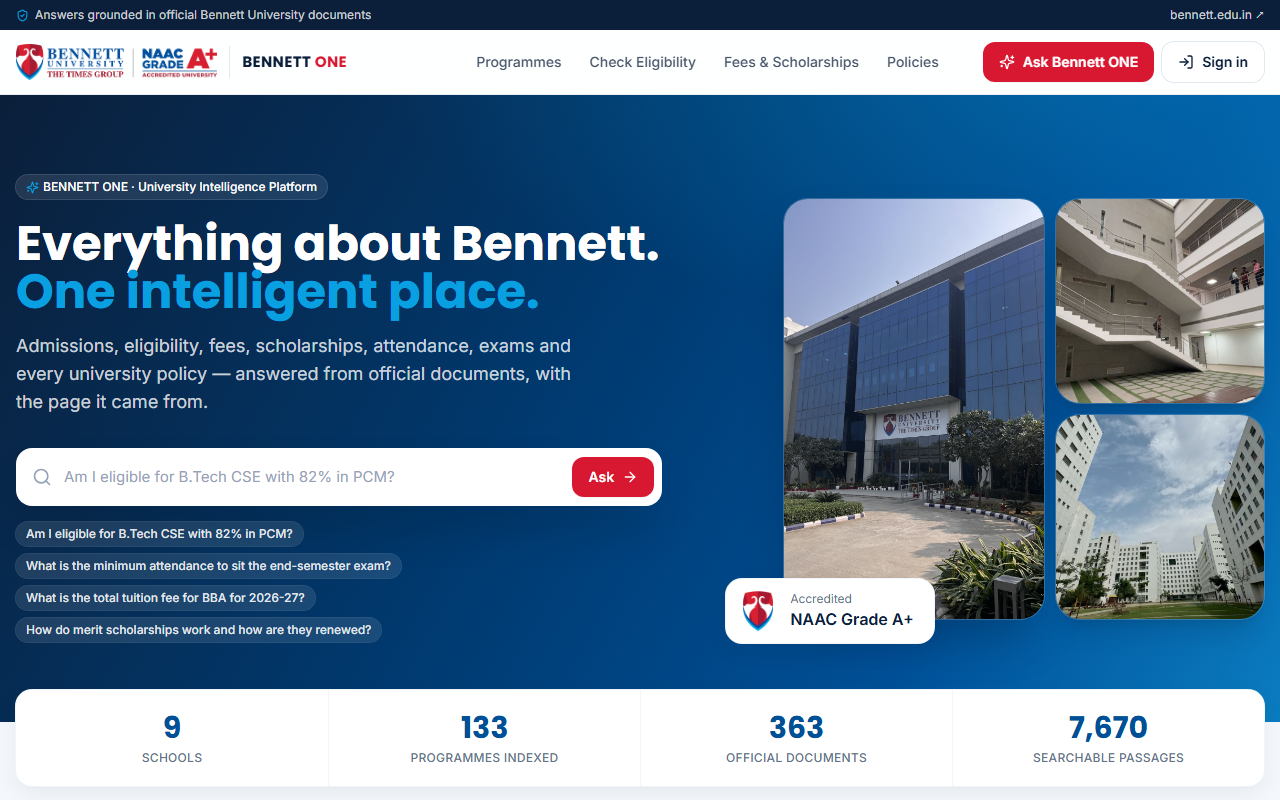 Answers grounded in official Bennett University documents
bennett.edu.in ↗
BENNETT
UNIVERSITY
THE TIMES GROUP
NAAC
GRADE A+
ACCREDITED UNIVERSITY
BENNETT ONE
Programmes
Check Eligibility
Fees & Scholarships
Policies
Ask Bennett ONE
Sign in
BENNETT ONE · University Intelligence Platform
Everything about Bennett.
One intelligent place.
Admissions, eligibility, fees, scholarships, attendance, exams and
every university policy — answered from official documents, with
the page it came from.
Am I eligible for B.Tech CSE with 82% in PCM?
Ask →
Am I eligible for B.Tech CSE with 82% in PCM?
What is the minimum attendance to sit the end-semester exam?
What is the total tuition fee for BBA for 2026-27?
How do merit scholarships work and how are they renewed?
BENNETT
UNIVERSITY
THE TIMES GROUP
Accredited
NAAC Grade A+
9
SCHOOLS
133
PROGRAMMES INDEXED
363
OFFICIAL DOCUMENTS
7,670
SEARCHABLE PASSAGES